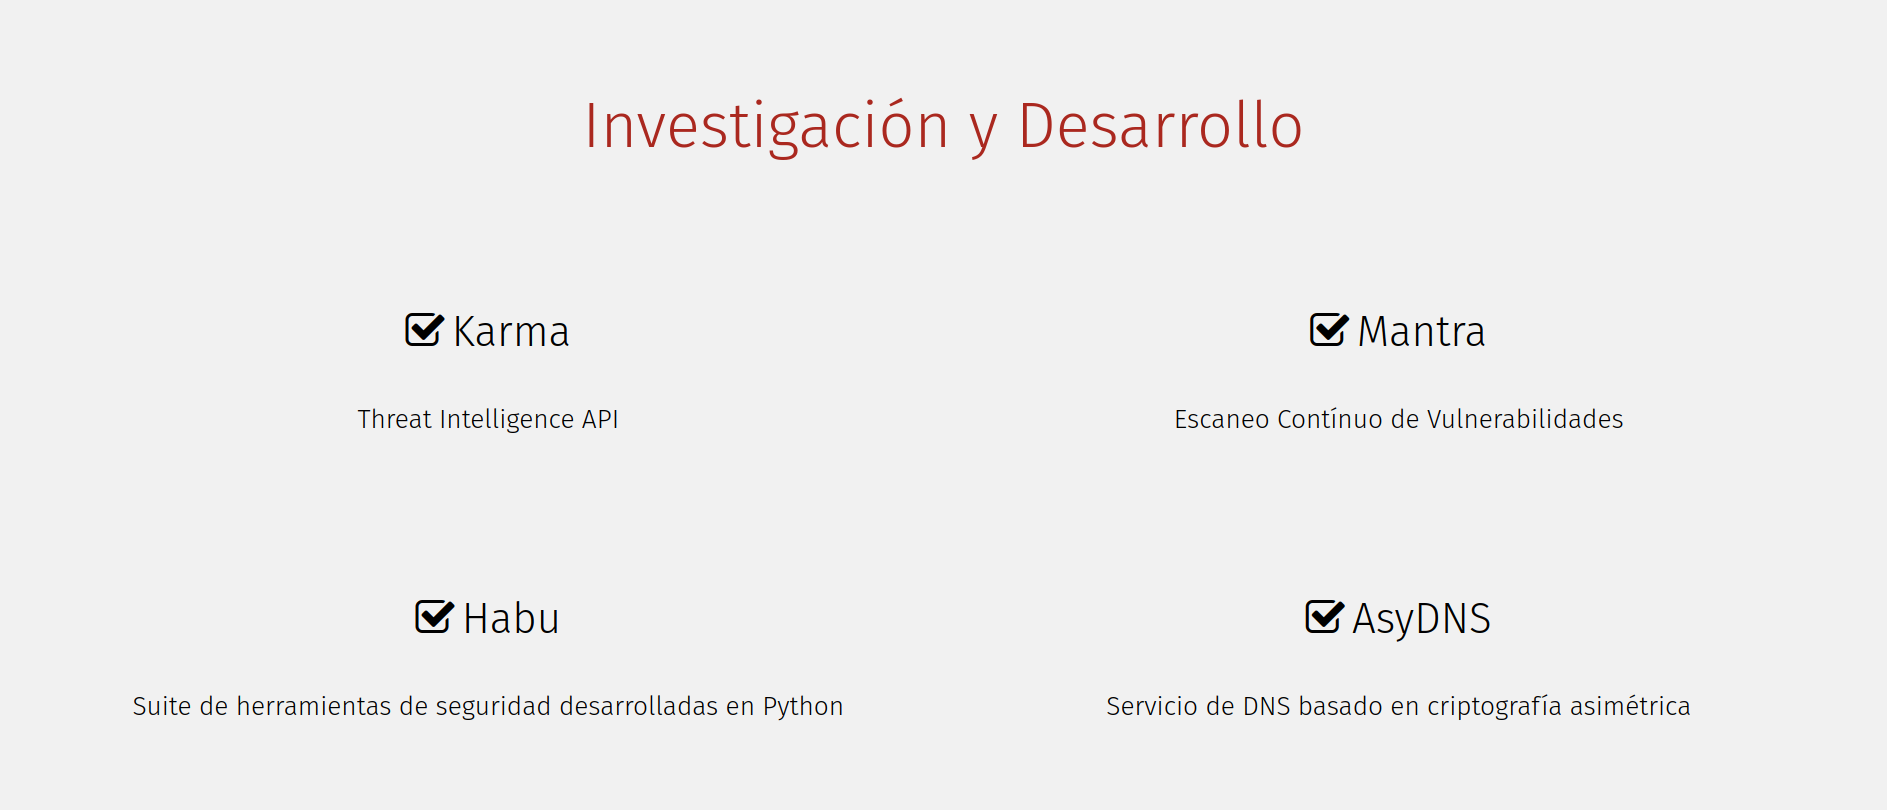 Investigación y Desarrollo
Karma
Mantra
Threat Intelligence API
Escaneo Contínuo de Vulnerabilidades
Habu
AsyDNS
Suite de herramientas de seguridad desarrolladas en Python
Servicio de DNS basado en criptografía asimétrica